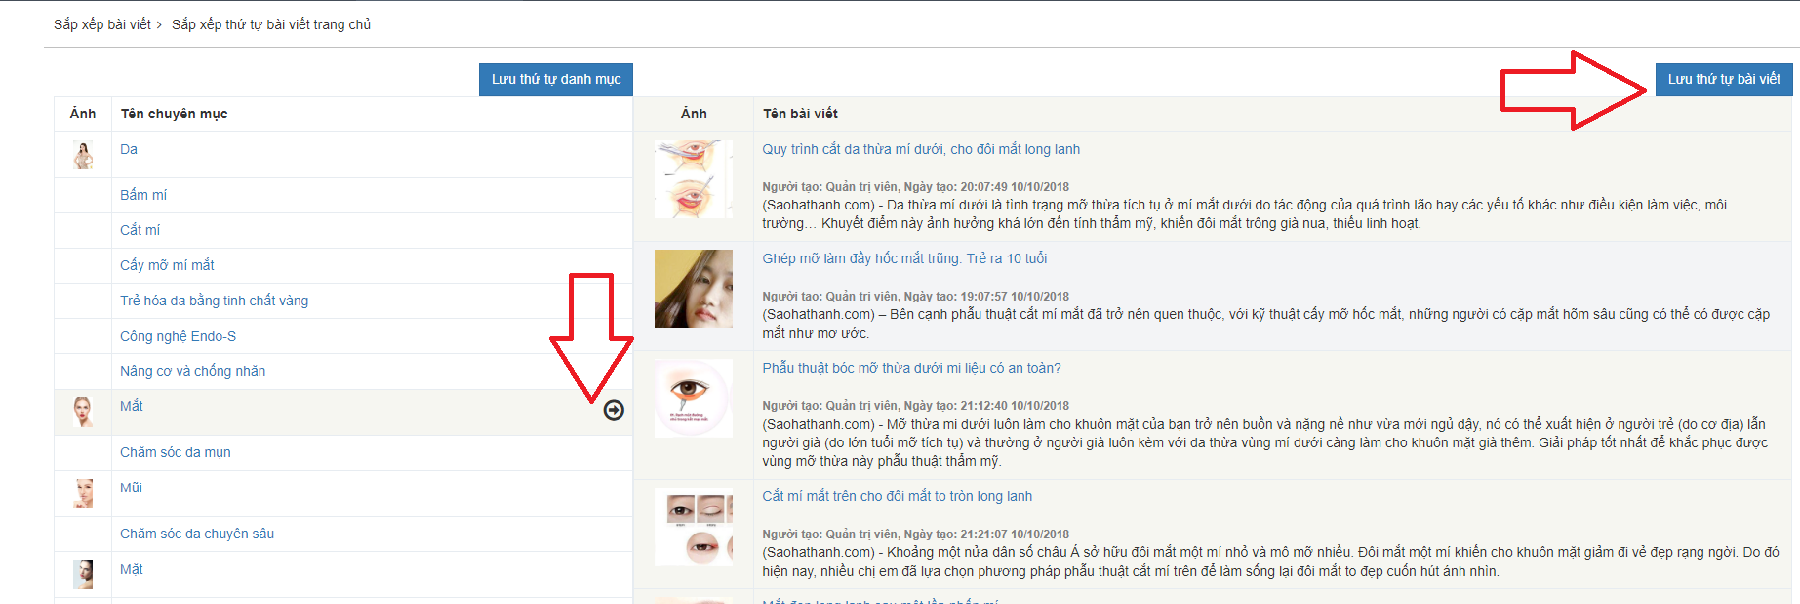 Sắp xếp bài viết > Sắp xếp thứ tự bài viết trang chủ
Lưu thứ tự danh mục
Lưu thứ tự bài viết
Ảnh Tên chuyên mục
Da
Bấm mí
Cắt mí
Cấy mỡ mí mắt
Trẻ hóa da bằng tinh chất vàng
Công nghệ Endo-S
Nâng cơ và chống nhăn
Mắt
Chăm sóc da mụn
Mũi
Chăm sóc da chuyên sâu
Mặt
Ảnh Tên bài viết
Quy trình cắt da thừa mí dưới, cho đôi mắt long lanh
Người tạo: Quản trị viên, Ngày tạo: 20:07:49 10/10/2018
(Saohathanh.com) - Da thừa mí dưới là tình trạng mỡ thừa tích tụ ở mí mắt dưới do tác động của quá trình lão hay các yếu tố khác như điều kiện làm việc, môi
trường… Khuyết điểm này ảnh hưởng khá lớn đến tính thẩm mỹ, khiến đôi mắt trông già nua, thiếu linh hoạt.
Ghép mỡ làm đầy hốc mắt trũng. Trẻ ra 10 tuổi
Người tạo: Quản trị viên, Ngày tạo: 19:07:57 10/10/2018
(Saohathanh.com) – Bên cạnh phẫu thuật cắt mí mắt đã trở nên quen thuộc, với kỹ thuật cấy mỡ hốc mắt, những người có cặp mắt hõm sâu cũng có thể có được cặp
mắt như mơ ước.
Phẫu thuật bóc mỡ thừa dưới mi liệu có an toàn?
Người tạo: Quản trị viên, Ngày tạo: 21:12:40 10/10/2018
(Saohathanh.com) - Mỡ thừa mi dưới luôn làm cho khuôn mặt của bạn trở nên buồn và nặng nề như vừa mới ngủ dậy, nó có thể xuất hiện ở người trẻ (do cơ địa) lẫn
người già (do lớn tuổi mỡ tích tụ) và thường ở người già luôn kèm với da thừa vùng mí dưới càng làm cho khuôn mặt già thêm. Giải pháp tốt nhất để khắc phục được
vùng mỡ thừa này phẫu thuật thẩm mỹ.
Cắt mí mắt trên cho đôi mắt to tròn long lanh
Người tạo: Quản trị viên, Ngày tạo: 21:21:07 10/10/2018
(Saohathanh.com) - Khoảng một nửa dân số châu Á sở hữu đôi mắt một mí nhỏ và mô mỡ nhiều. Đôi mắt một mí khiến cho khuôn mặt giảm đi vẻ đẹp rạng ngời. Do đó
hiện nay, nhiều chị em đã lựa chọn phương pháp phẫu thuật cắt mí trên để làm sống lại đôi mắt to đẹp cuốn hút ánh nhìn.